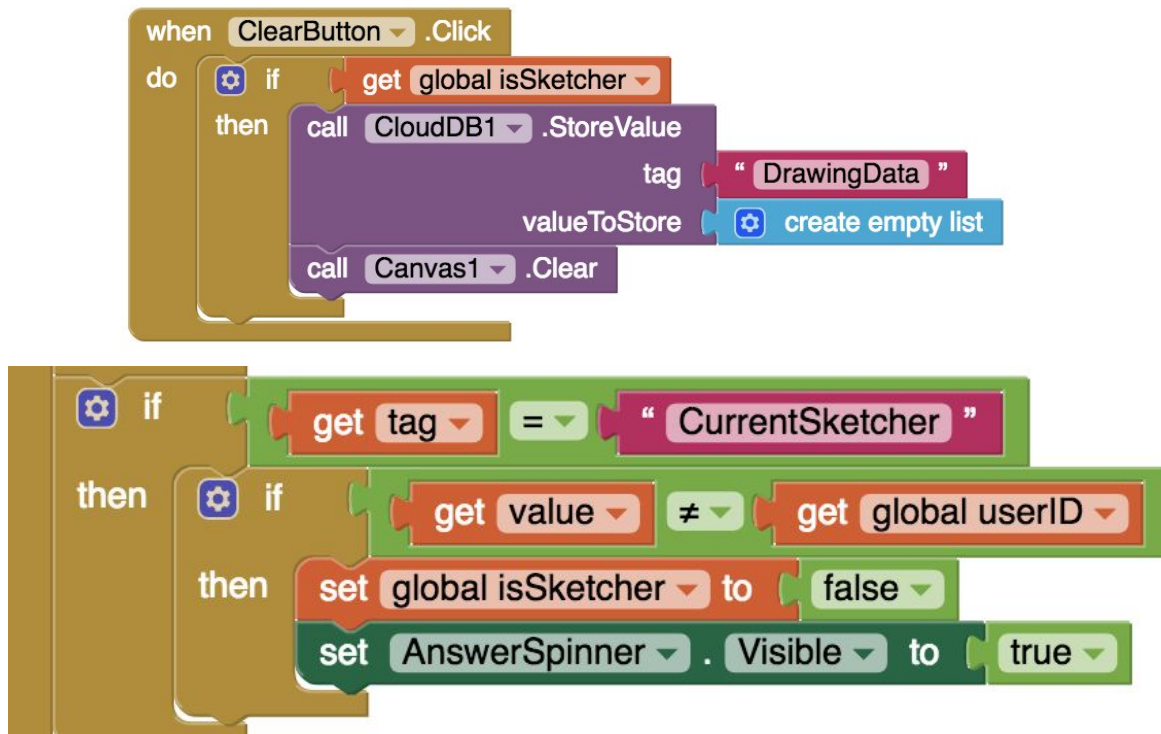 when ClearButton .Click
do if get global isSketcher
then call CloudDB1 .StoreValue
tag “ DrawingData ”
valueToStore create empty list
call Canvas1 .Clear
if get tag = “ CurrentSketcher ”
then if get value ≠ get global userID
then set global isSketcher to false
set AnswerSpinner . Visible to true